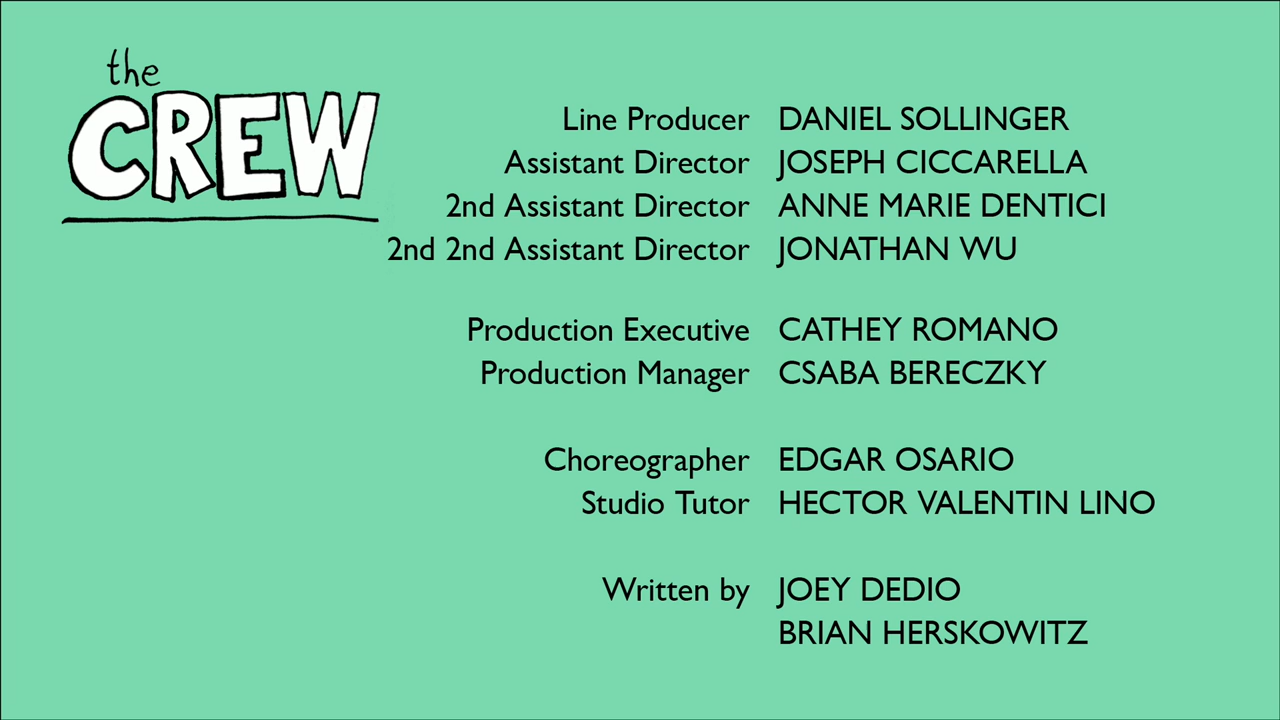 the
CREW
Line Producer DANIEL SOLLINGER
Assistant Director JOSEPH CICCARELLA
2nd Assistant Director ANNE MARIE DENTICI
2nd 2nd Assistant Director JONATHAN WU
Production Executive CATHEY ROMANO
Production Manager CSABA BERECZKY
Choreographer EDGAR OSARIO
Studio Tutor HECTOR VALENTIN LINO
Written by JOEY DEDIO
BRIAN HERSKOWITZ